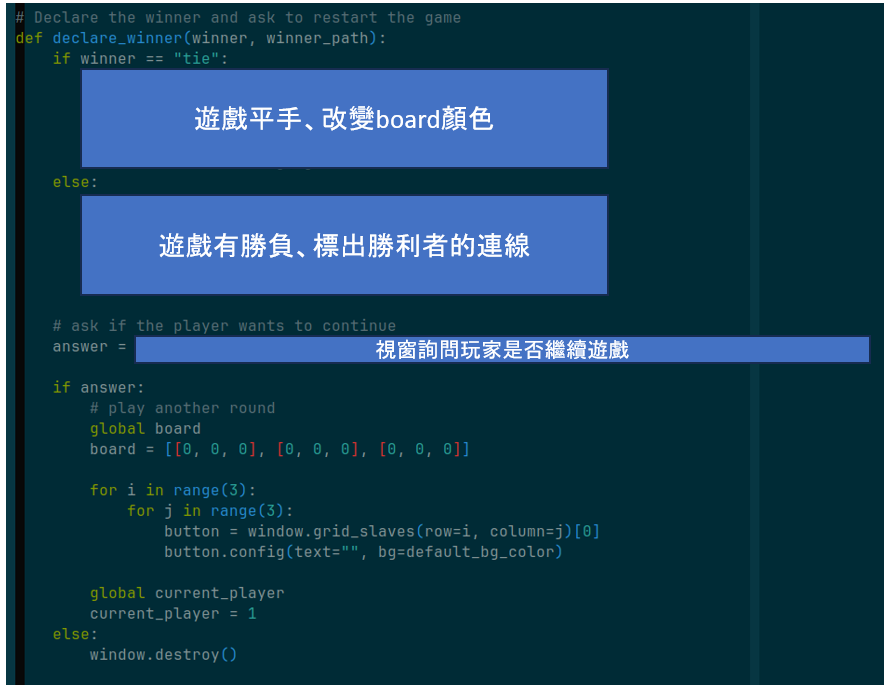 # Declare the winner and ask to restart the game
def declare_winner(winner, winner_path):
    if winner == "tie":
遊戲平手、改變board顏色
    else:
遊戲有勝負、標出勝利者的連線
    # ask if the player wants to continue
    answer = 視窗詢問玩家是否繼續遊戲
    if answer:
        # play another round
        global board
        board = [[0, 0, 0], [0, 0, 0], [0, 0, 0]]
        for i in range(3):
            for j in range(3):
                button = window.grid_slaves(row=i, column=j)[0]
                button.config(text="", bg=default_bg_color)
        global current_player
        current_player = 1
    else:
        window.destroy()